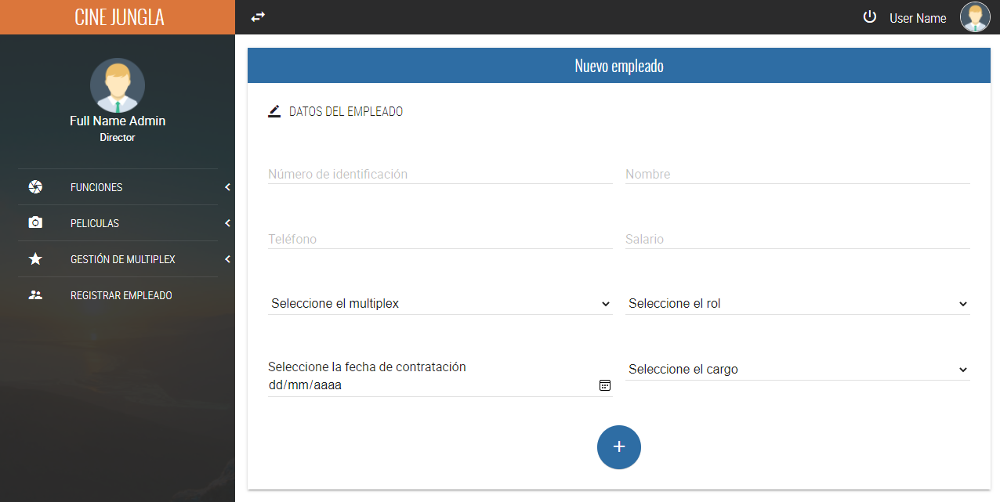 CINE JUNGLA
User Name
Full Name Admin
Director
FUNCIONES
PELICULAS
GESTIÓN DE MULTIPLEX
REGISTRAR EMPLEADO
Nuevo empleado
DATOS DEL EMPLEADO
Número de identificación
Nombre
Teléfono
Salario
Seleccione el multiplex
Seleccione el rol
Seleccione la fecha de contratación
dd/mm/aaaa
Seleccione el cargo